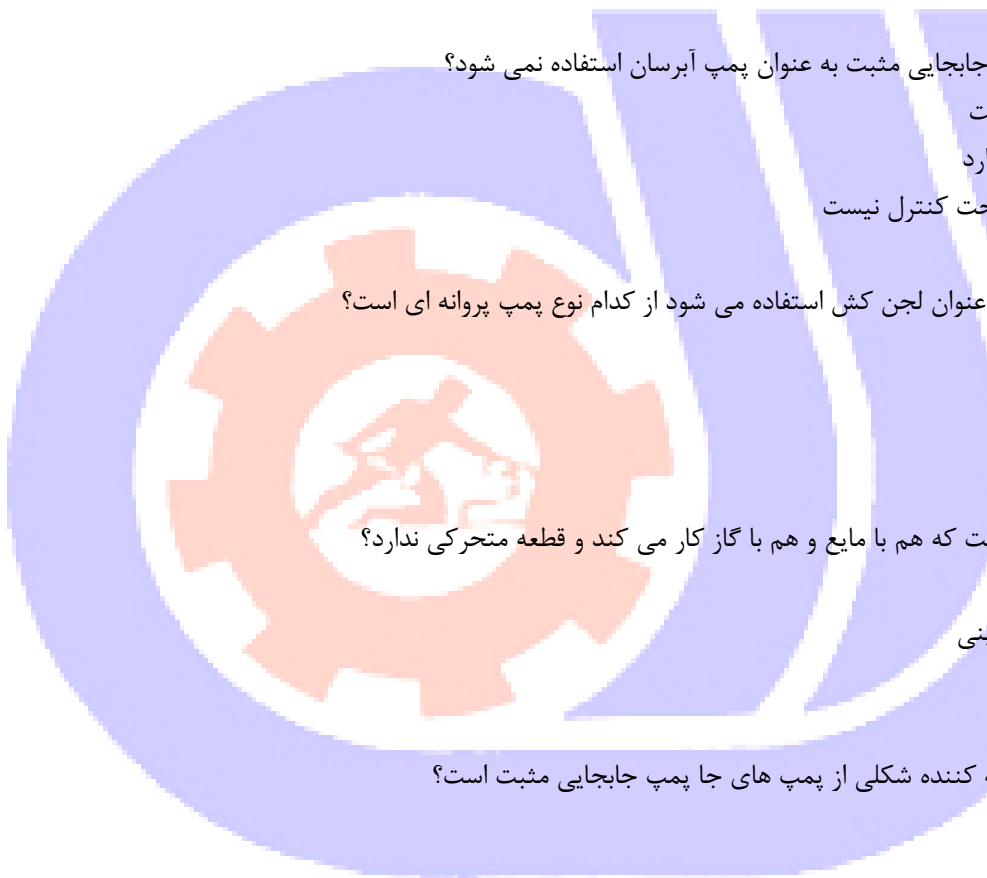 جابجایی مثبت به عنوان پمپ آبرسان استفاده نمی شود؟
ت
ارد
حت کنترل نیست
عنوان لجن کش استفاده می شود از کدام نوع پمپ پروانه ای است؟
ت که هم با مایع و هم با گاز کار می کند و قطعه متحرکی ندارد؟
بنی
ه کننده شکلی از پمپ های جا پمپ جابجایی مثبت است؟